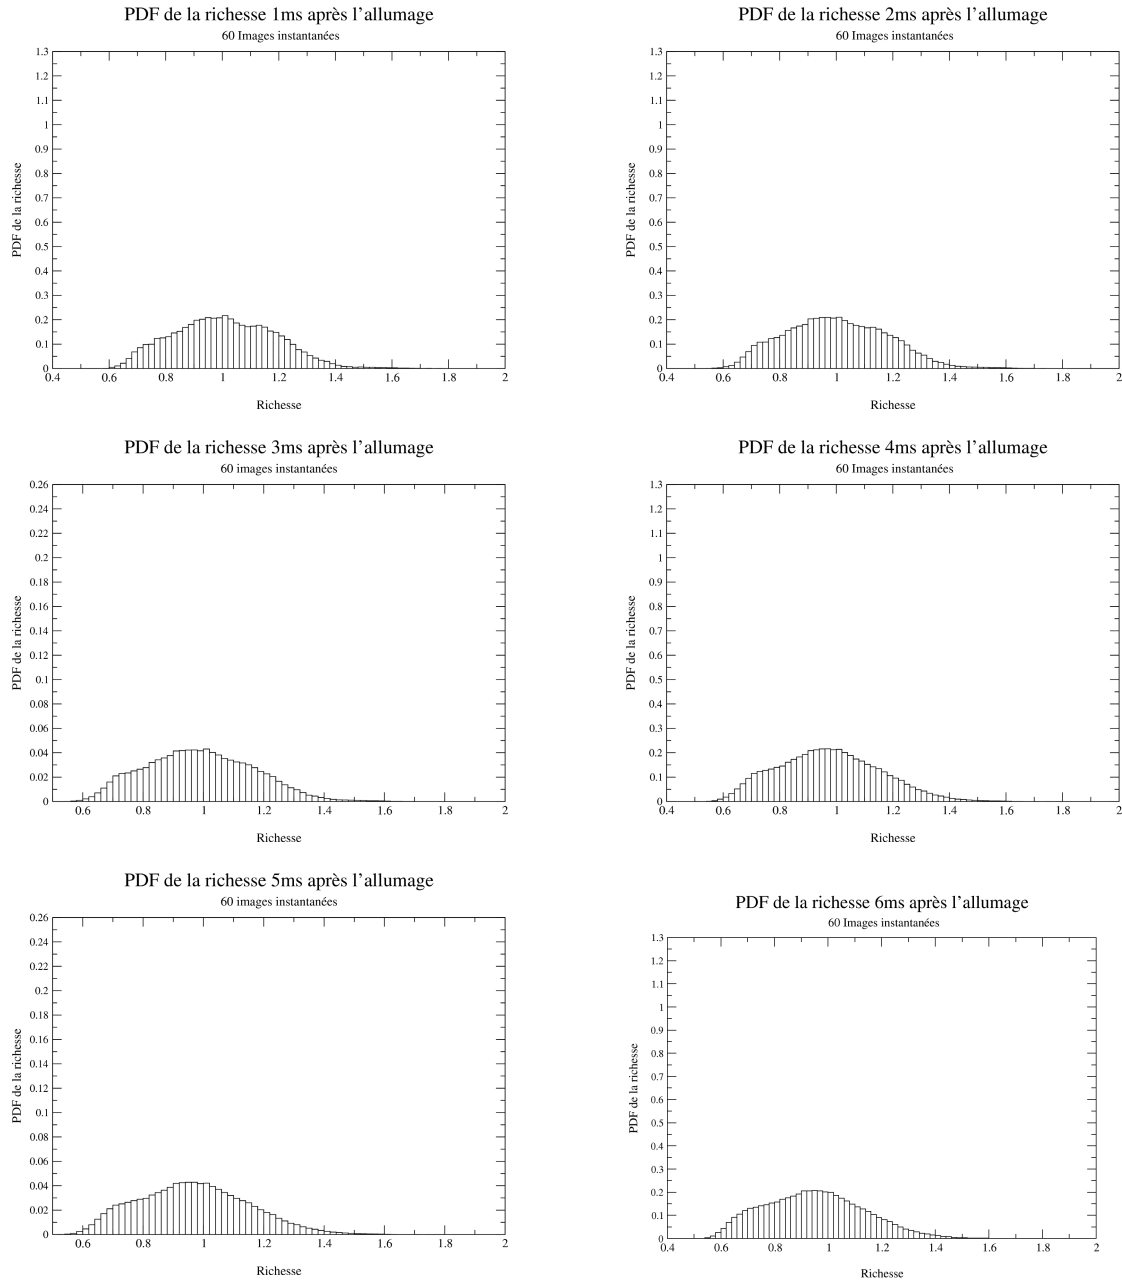 PDF de la richesse 1ms après l'allumage
60 Images instantanées
1.3
1.2
1.1
1
0.9
0.8
0.7
0.6
0.5
0.4
0.3
0.2
0.1
0
PDF de la richesse
0.4 0.6 0.8 1 1.2 1.4 1.6 1.8 2
Richesse
PDF de la richesse 2ms après l'allumage
60 Images instantanées
1.3
1.2
1.1
1
0.9
0.8
0.7
0.6
0.5
0.4
0.3
0.2
0.1
0
PDF de la richesse
0.4 0.6 0.8 1 1.2 1.4 1.6 1.8 2
Richesse
PDF de la richesse 3ms après l'allumage
60 images instantanées
0.26
0.24
0.22
0.2
0.18
0.16
0.14
0.12
0.1
0.08
0.06
0.04
0.02
0
PDF de la richesse
0.6 0.8 1 1.2 1.4 1.6 1.8 2
Richesse
PDF de la richesse 4ms après l'allumage
60 Images instantanées
1.3
1.2
1.1
1
0.9
0.8
0.7
0.6
0.5
0.4
0.3
0.2
0.1
0
PDF de la richesse
0.4 0.6 0.8 1 1.2 1.4 1.6 1.8 2
Richesse
PDF de la richesse 5ms après l'allumage
60 images instantanées
0.26
0.24
0.22
0.2
0.18
0.16
0.14
0.12
0.1
0.08
0.06
0.04
0.02
0
PDF de la richesse
0.6 0.8 1 1.2 1.4 1.6 1.8 2
Richesse
PDF de la richesse 6ms après l'allumage
60 Images instantanées
1.3
1.2
1.1
1
0.9
0.8
0.7
0.6
0.5
0.4
0.3
0.2
0.1
0
PDF de la richesse
0.4 0.6 0.8 1 1.2 1.4 1.6 1.8 2
Richesse